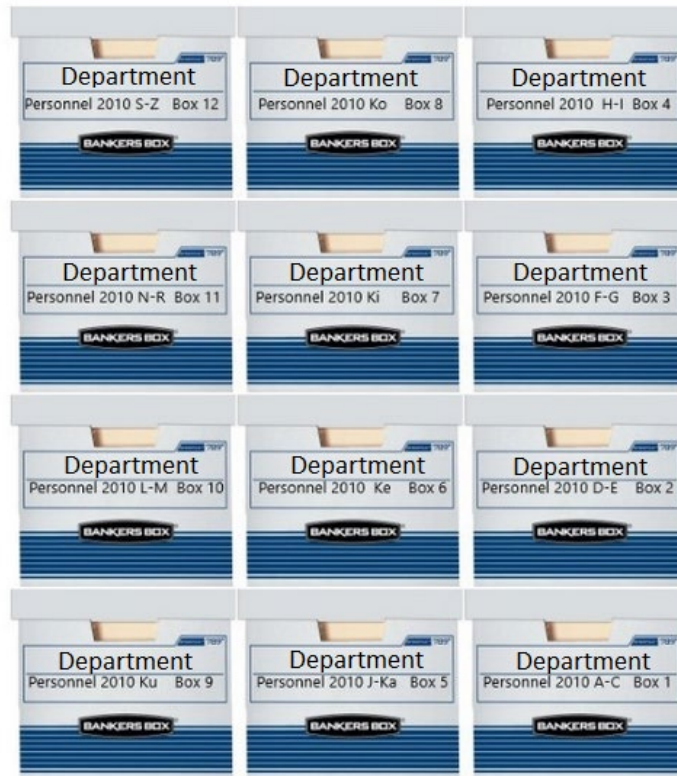 Department
Personnel 2010 S-Z Box 12
BANKERS BOX
Department
Personnel 2010 Ko Box 8
BANKERS BOX
Department
Personnel 2010 H-I Box 4
BANKERS BOX
Department
Personnel 2010 N-R Box 11
BANKERS BOX
Department
Personnel 2010 Ki Box 7
BANKERS BOX
Department
Personnel 2010 F-G Box 3
BANKERS BOX
Department
Personnel 2010 L-M Box 10
BANKERS BOX
Department
Personnel 2010 Ke Box 6
BANKERS BOX
Department
Personnel 2010 D-E Box 2
BANKERS BOX
Department
Personnel 2010 Ku Box 9
BANKERS BOX
Department
Personnel 2010 J-Ka Box 5
BANKERS BOX
Department
Personnel 2010 A-C Box 1
BANKERS BOX